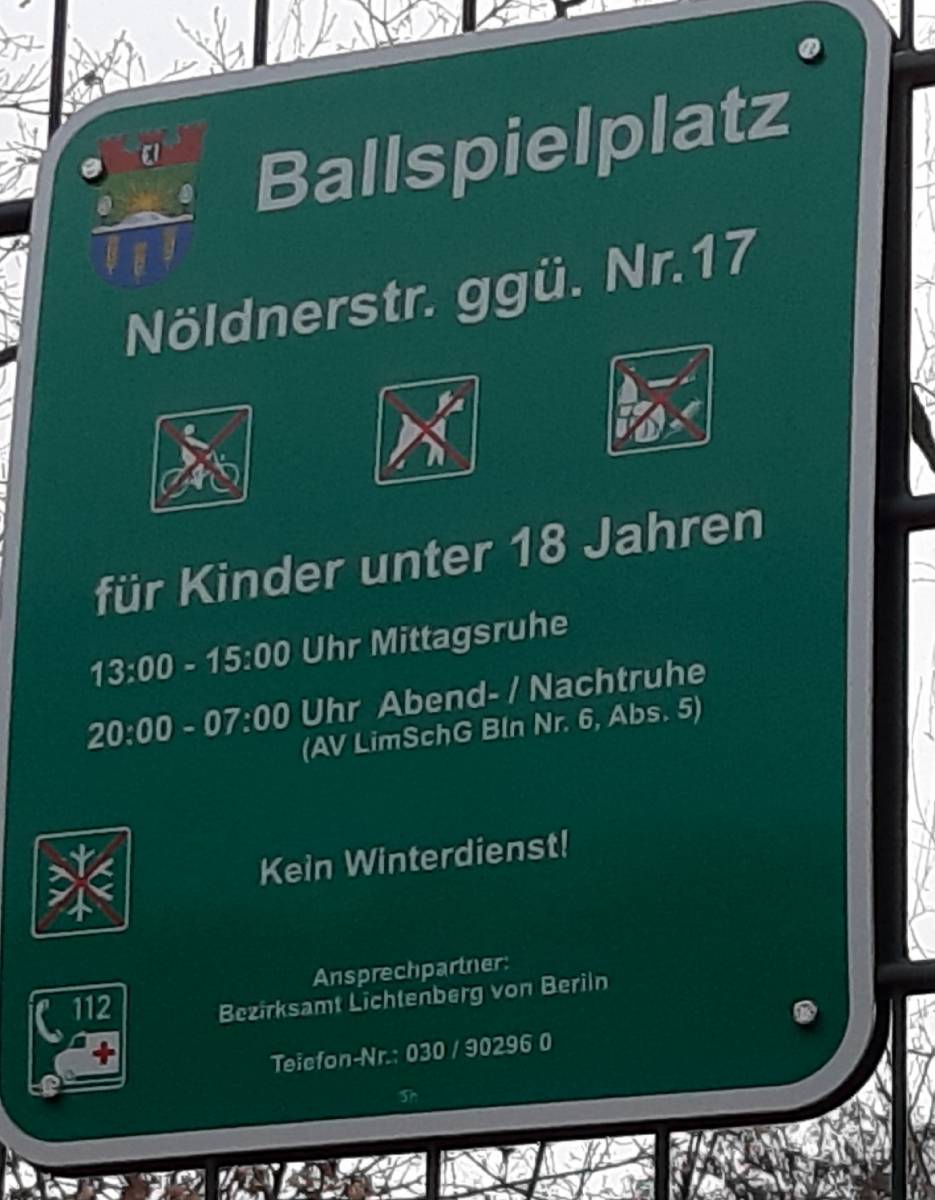 Ballspielplatz
Nöldnerstr. ggü. Nr.17
für Kinder unter 18 Jahren
13:00 - 15:00 Uhr Mittagsruhe
20:00 - 07:00 Uhr Abend- / Nachtruhe
(AV LimSchG Bln Nr. 6, Abs. 5)
Kein Winterdienst!
Ansprechpartner:
Bezirksamt Lichtenberg von Berlin
112
Telefon-Nr.: 030 / 90296 0